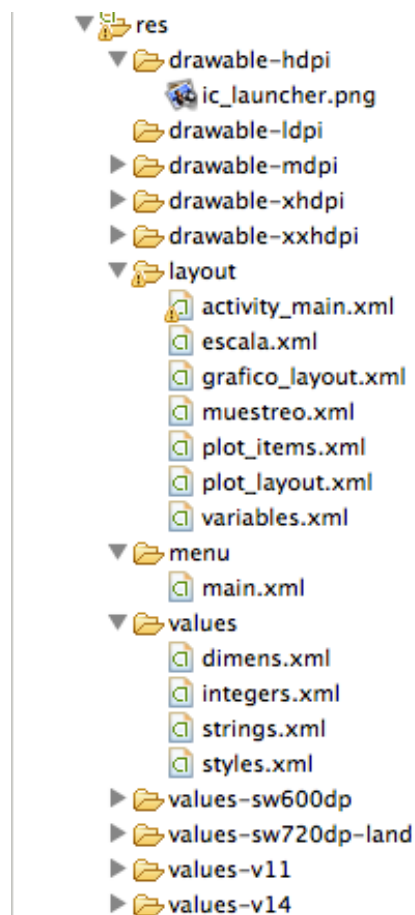 res
drawable-hdpi
ic_launcher.png
drawable-ldpi
drawable-mdpi
drawable-xhdpi
drawable-xxhdpi
layout
activity_main.xml
escala.xml
grafico_layout.xml
muestreo.xml
plot_items.xml
plot_layout.xml
variables.xml
menu
main.xml
values
dimens.xml
integers.xml
strings.xml
styles.xml
values-sw600dp
values-sw720dp-land
values-v11
values-v14